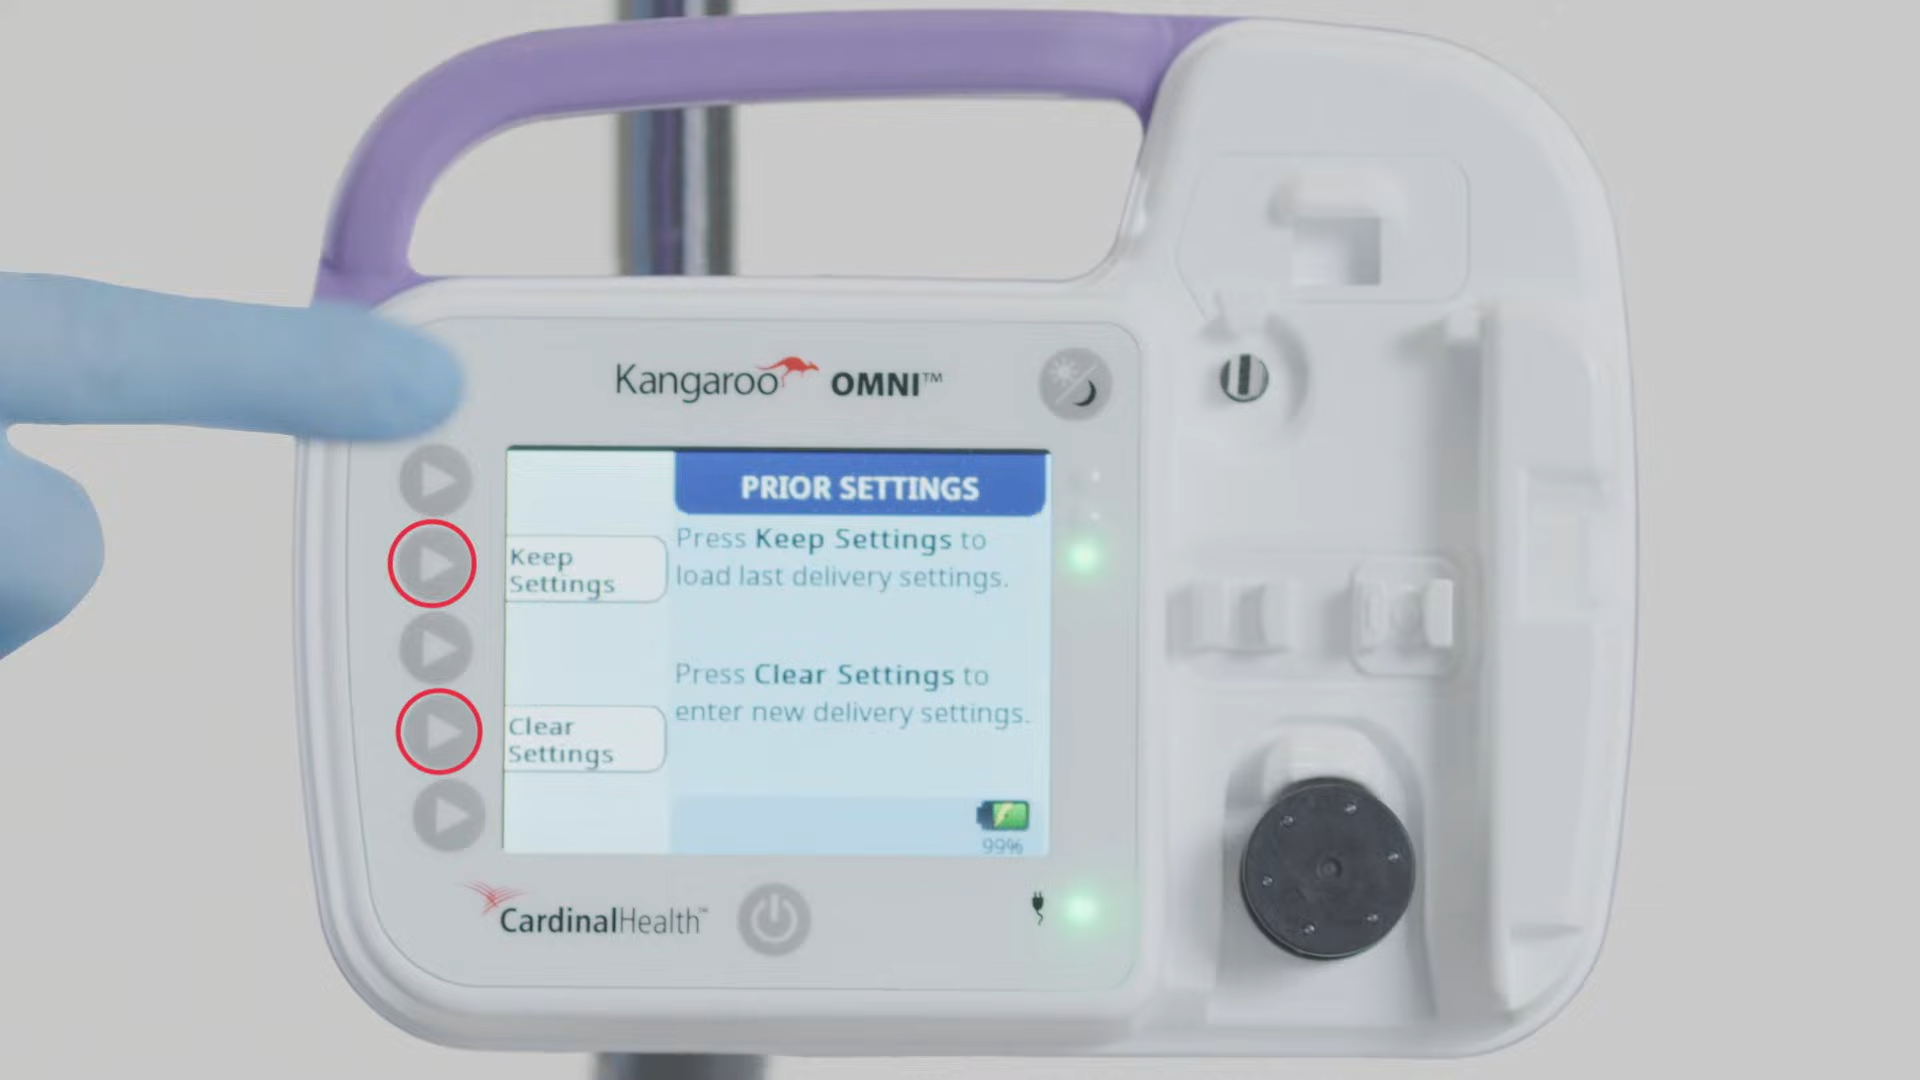 Kangaroo OMNI™
PRIOR SETTINGS
Keep
Settings
Press Keep Settings to
load last delivery settings.
Clear
Settings
Press Clear Settings to
enter new delivery settings.
99%
CardinalHealth™